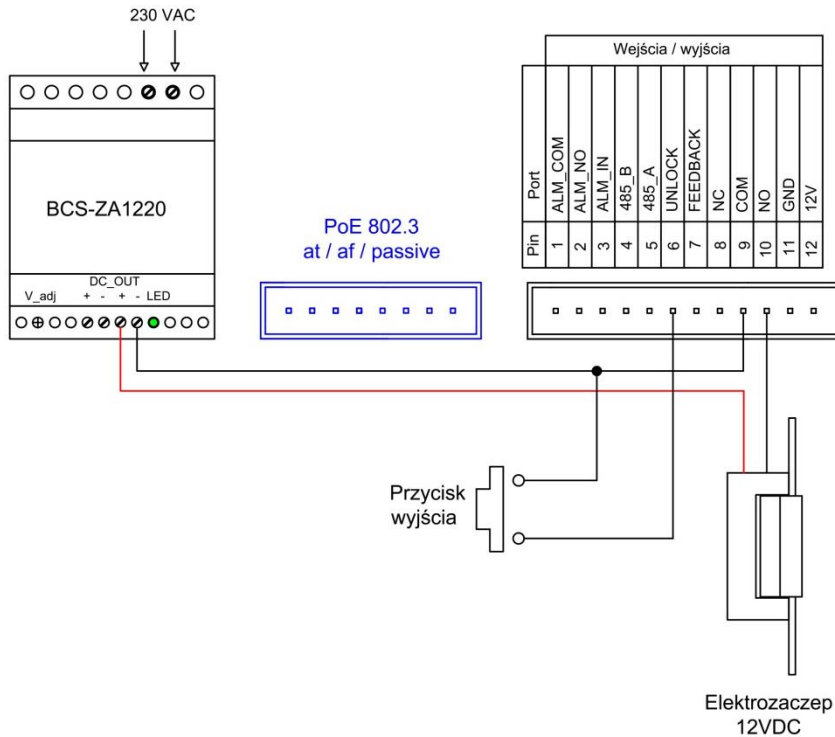 230 VAC
BCS-ZA1220
DC_OUT
V_adj + - + - LED
PoE 802.3
at / af / passive
Wejścia / wyjścia
Port ALM_COM ALM_NO ALM_IN 485_B 485_A UNLOCK FEEDBACK NC COM NO GND 12V
Pin 1 2 3 4 5 6 7 8 9 10 11 12
Przycisk
wyjścia
Elektrozaczep
12VDC